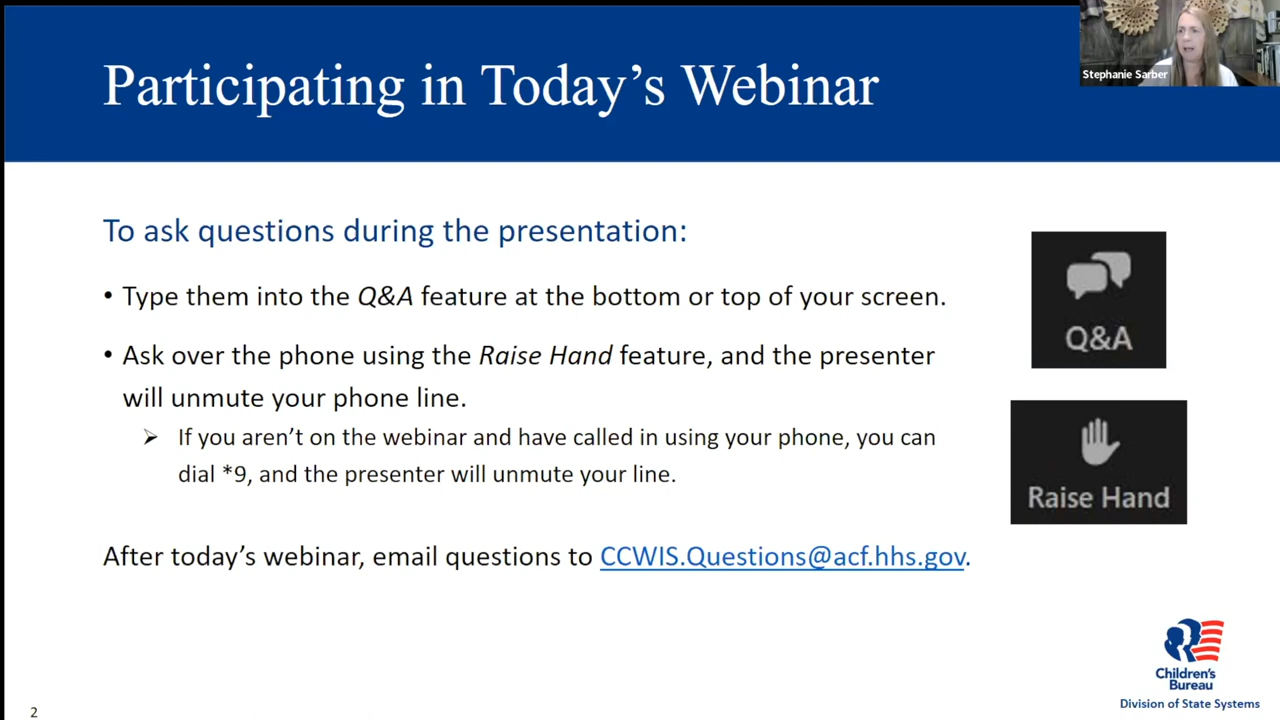 Participating in Today's Webinar
Stephanie Sarber
To ask questions during the presentation:
• Type them into the Q&A feature at the bottom or top of your screen.
• Ask over the phone using the Raise Hand feature, and the presenter
will unmute your phone line.
➢ If you aren't on the webinar and have called in using your phone, you can
dial *9, and the presenter will unmute your line.
After today's webinar, email questions to CCWIS.Questions@acf.hhs.gov.
Q&A
Raise Hand
Children's
Bureau
Division of State Systems
2